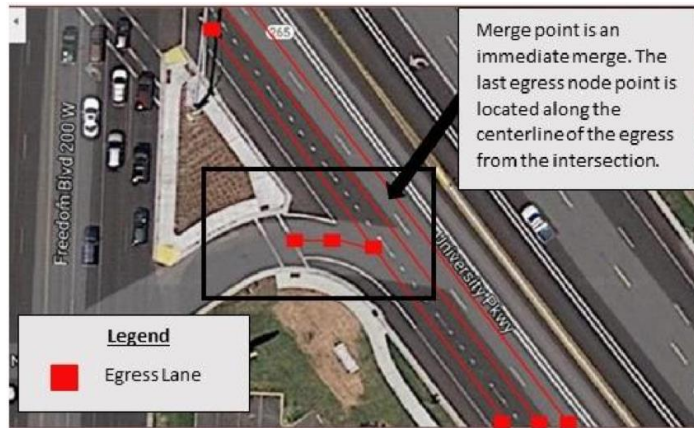 265
Merge point is an
immediate merge. The
last egress node point is
located along the
centerline of the egress
from the intersection.
Freedom Blvd 200 W
University Pkwy
Legend
Egress Lane